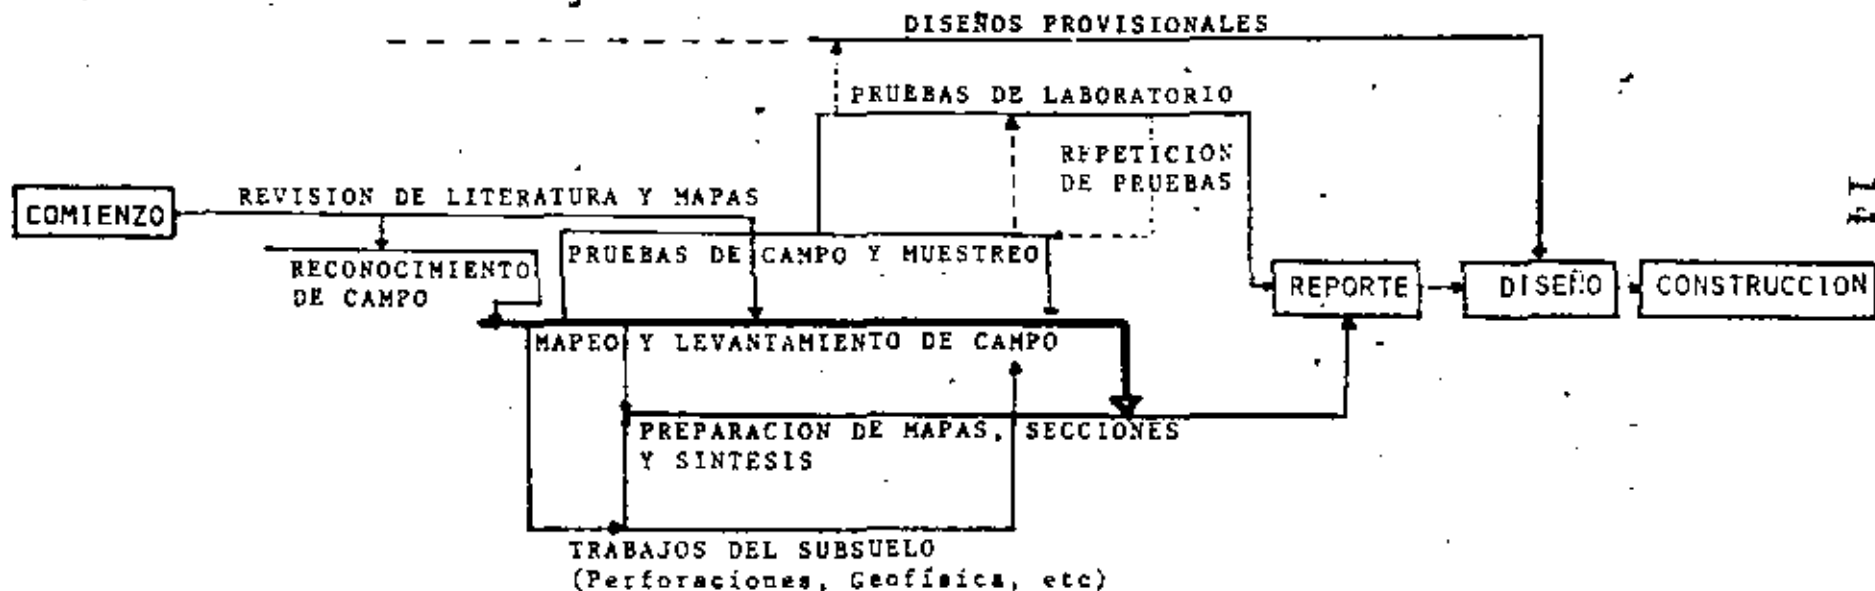 DISEÑOS PROVISIONALES
PRUEBAS DE LABORATORIO
REPETICION
DE PRUEBAS
REVISION DE LITERATURA Y MAPAS
COMIENZO
PRUEBAS DE CAMPO Y MUESTREO
RECONOCIMIENTO
DE CAMPO
REPORTE
DISEÑO
CONSTRUCCION
MAPEO Y LEVANTAMIENTO DE CAMPO
PREPARACION DE MAPAS, SECCIONES
Y SINTESIS
TRABAJOS DEL SUBSUELO
(Perforaciones, Geofísica, etc)